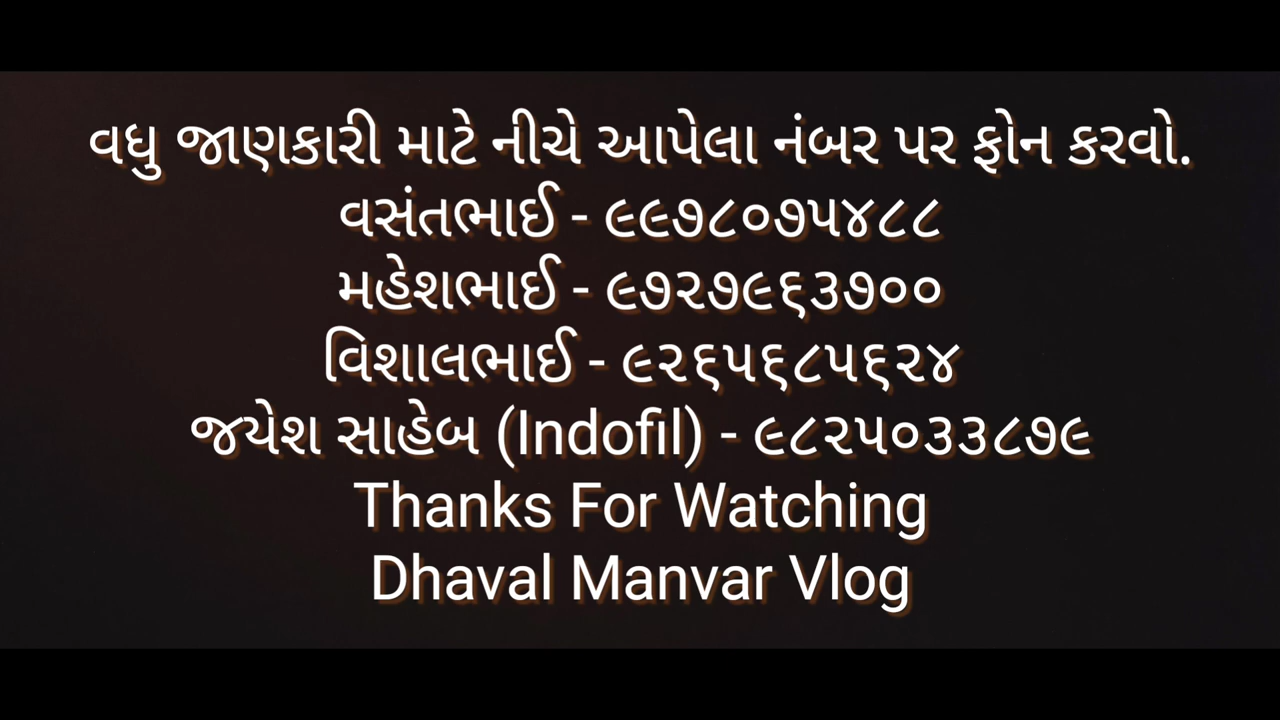 વધુ જાણકારી માટે નીચે આપેલા નંબર પર ફોન કરવો.
વસંતભાઈ - ૯૯૭૮૦૭૫૪૮૮
મહેશભાઈ - ૯૭૨૭૯૬૩૭૦૦
વિશાલભાઈ - ૯૨૬૫૬૮૫૬૨૪
જયેશ સાહેબ (Indofil) - ૯૮૨૫૦૩૩૮૭૯
Thanks For Watching
Dhaval Manvar Vlog